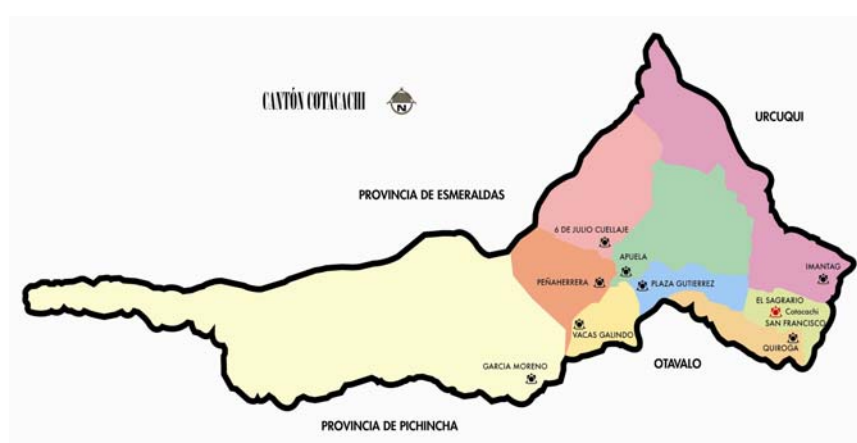 CANTÓN COTACACHI
N
URCUQUI
PROVINCIA DE ESMERALDAS
6 DE JULIO CUELLAJE
APUELA
IMANTAG
PEÑAHERRERA
PLAZA GUTIERREZ
EL SAGRARIO
Cotacachi
SAN FRANCISCO
VACAS GALINDO
QUIROGA
GARCIA MORENO
OTAVALO
PROVINCIA DE PICHINCHA